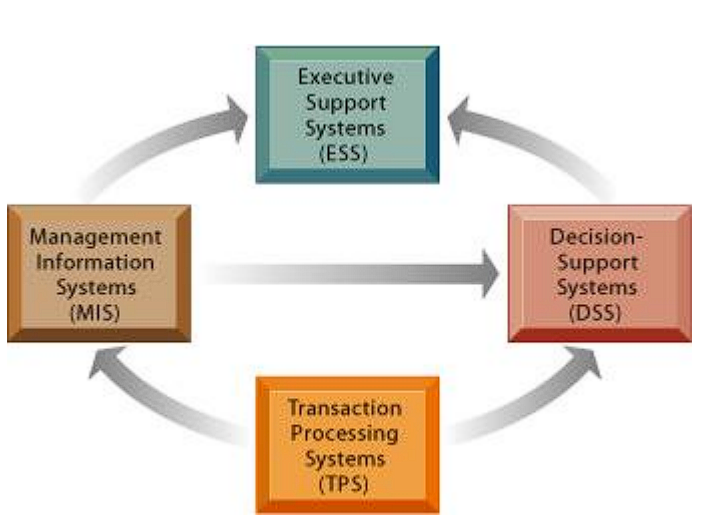 Executive
Support
Systems
(ESS)
Management
Information
Systems
(MIS)
Decision-
Support
Systems
(DSS)
Transaction
Processing
Systems
(TPS)